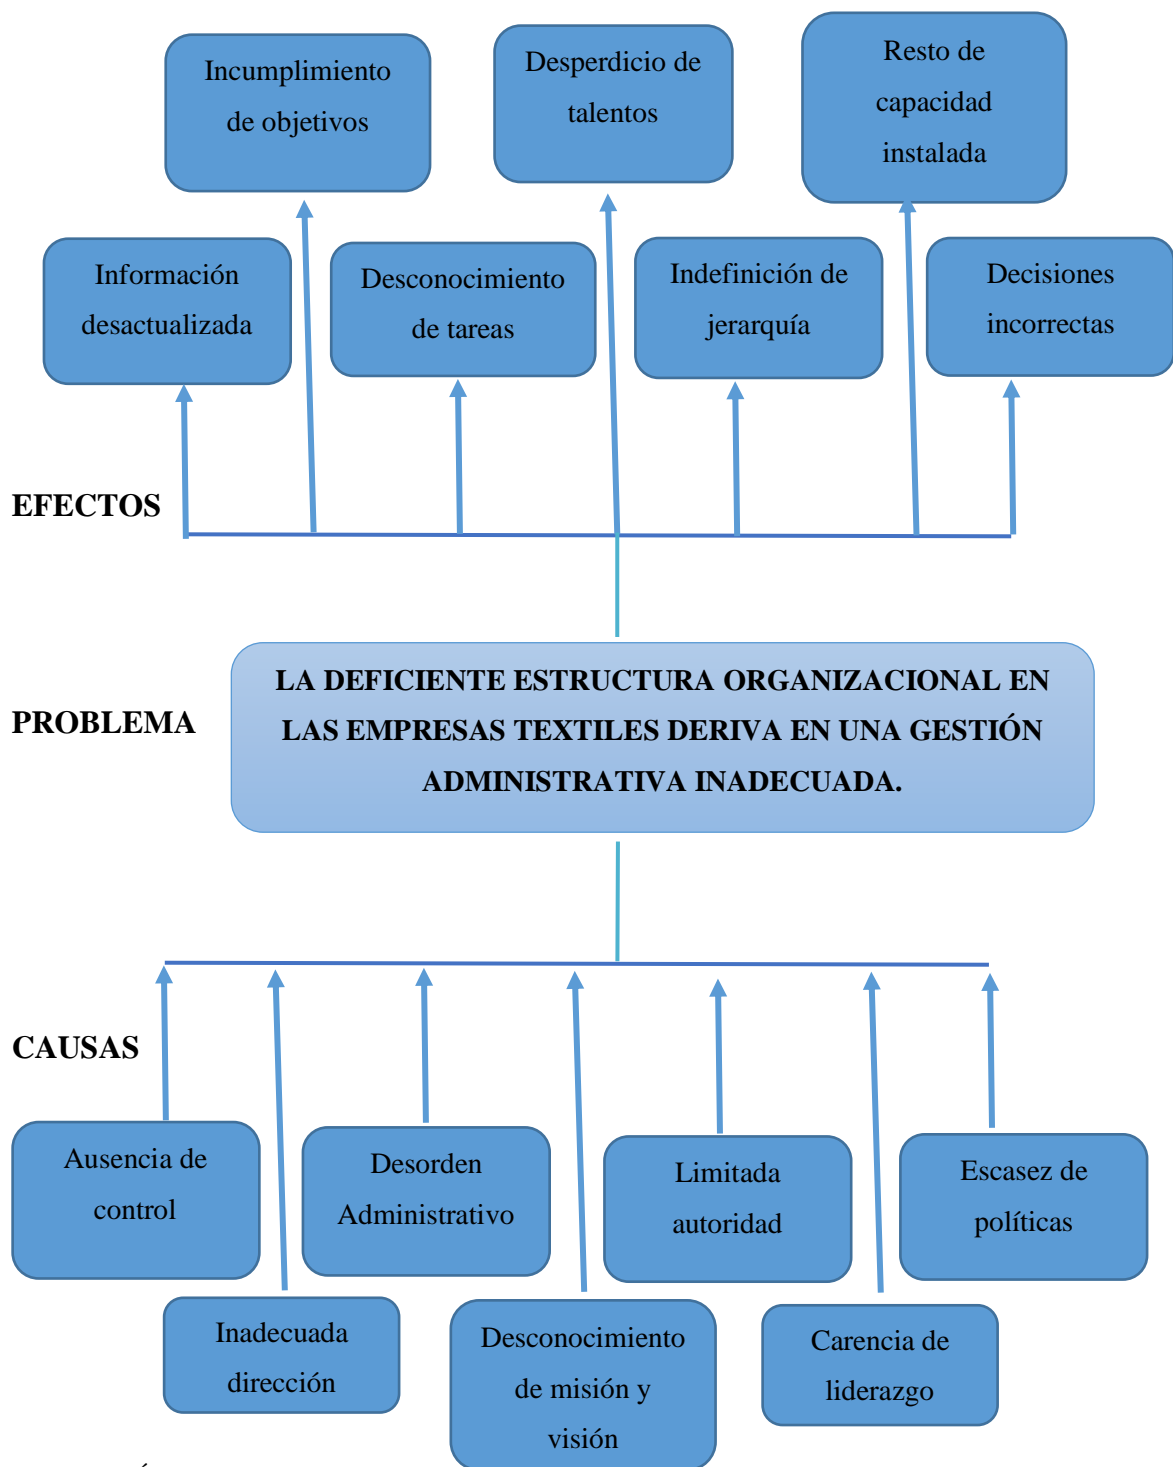 Incumplimiento
de objetivos
Desperdicio de
talentos
Resto de
capacidad
instalada
Información
desactualizada
Desconocimiento
de tareas
Indefinición de
jerarquía
Decisiones
incorrectas
EFECTOS
PROBLEMA
LA DEFICIENTE ESTRUCTURA ORGANIZACIONAL EN
LAS EMPRESAS TEXTILES DERIVA EN UNA GESTIÓN
ADMINISTRATIVA INADECUADA.
CAUSAS
Ausencia de
control
Desorden
Administrativo
Limitada
autoridad
Escasez de
políticas
Inadecuada
dirección
Desconocimiento
de misión y
visión
Carencia de
liderazgo